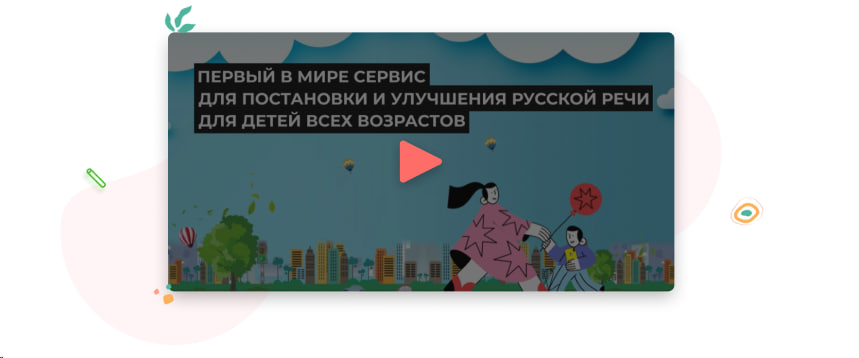 ПЕРВЫЙ В МИРЕ СЕРВИС
ДЛЯ ПОСТАНОВКИ И УЛУЧШЕНИЯ РУССКОЙ РЕЧИ
ДЛЯ ДЕТЕЙ ВСЕХ ВОЗРАСТОВ